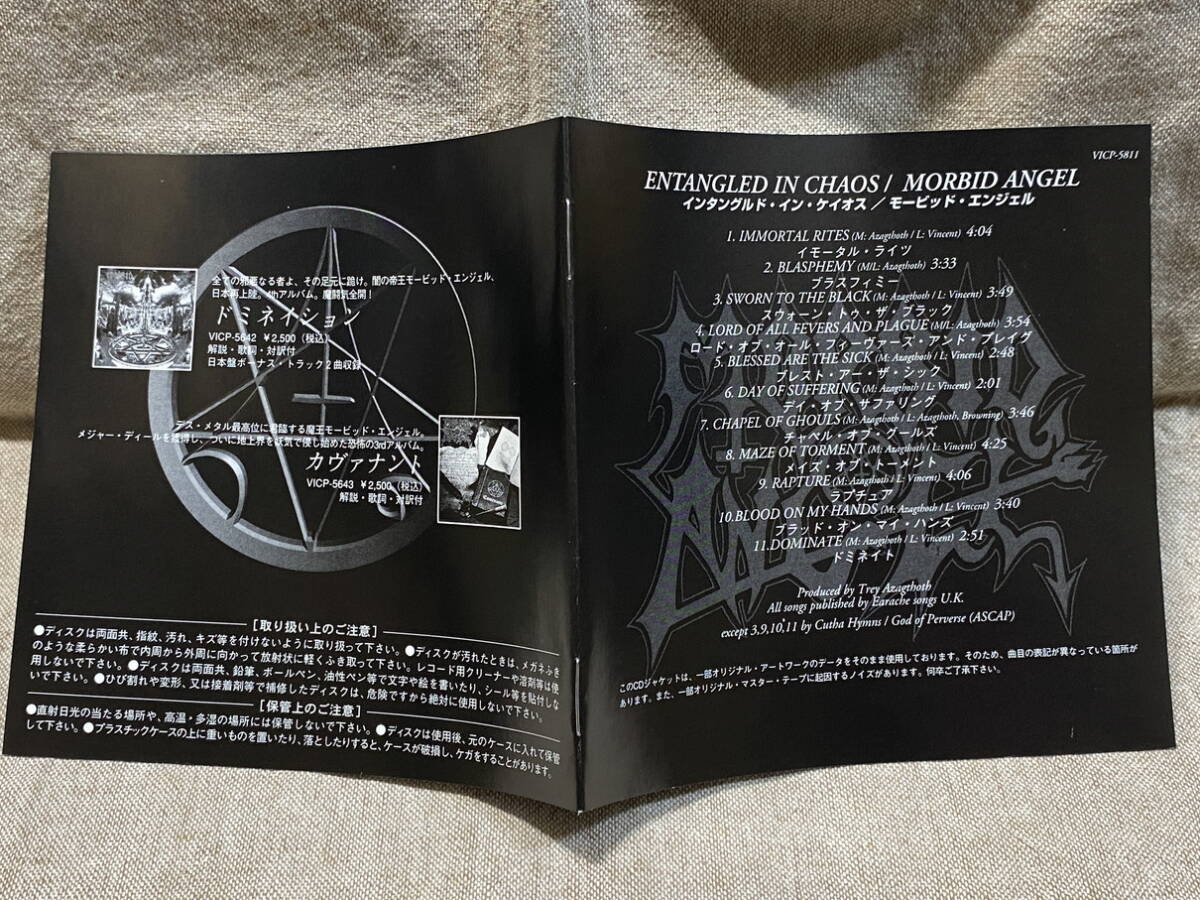 全ての邪悪なる者よ、その足元に跪け。闇の帝王モービッド・エンジェル、
日本再上陸。4thアルバム。魔闘気全開！
ドミネイション
VICP-5642 ￥2,500（税込）
解説・歌詞・対訳付
日本盤ボーナス・トラック2曲収録
デス・メタル最高位に君臨する魔王モービッド・エンジェル。
メジャー・ディールを獲得し、ついに地上界を妖気で侵し始めた恐怖の3rdアルバム。
カヴァナント
VICP-5643 ￥2,500（税込）
解説・歌詞・対訳付
［取り扱い上のご注意］
●ディスクは両面共、指紋、汚れ、キズ等を付けないように取り扱って下さい。●ディスクが汚れたときは、メガネふき
のような柔らかい布で内周から外周に向かって放射状に軽くふき取って下さい。レコード用クリーナーや溶剤等は使
用しないで下さい。●ディスクは両面共、鉛筆、ボールペン、油性ペン等で文字や絵を書いたり、シール等を貼付しな
いで下さい。●ひび割れや変形、又は接着剤等で補修したディスクは、危険ですから絶対に使用しないで下さい。
［保管上のご注意］
●直射日光の当たる場所や、高温・多湿の場所には保管しないで下さい。●ディスクは使用後、元のケースに入れて保管
して下さい。●プラスチックケースの上に重いものを置いたり、落としたりすると、ケースが破損し、ケガをすることがあります。
VICP-5811
ENTANGLED IN CHAOS / MORBID ANGEL
インタングルド・イン・ケイオス／モービッド・エンジェル
1. IMMORTAL RITES (M: Azagthoth / L: Vincent) 4:04
イモータル・ライツ
2. BLASPHEMY (M/L: Azagthoth) 3:33
ブラスフィミー
3. SWORN TO THE BLACK (M: Azagthoth / L: Vincent) 3:49
スウォーン・トゥ・ザ・ブラック
4. LORD OF ALL FEVERS AND PLAGUE (M/L: Azagthoth) 3:54
ロード・オブ・オール・フィーヴァーズ・アンド・プレイグ
5. BLESSED ARE THE SICK (M: Azagthoth / L: Vincent) 2:48
ブレスト・アー・ザ・シック
6. DAY OF SUFFERING (M: Azagthoth / L: Vincent) 2:01
デイ・オブ・サファリング
7. CHAPEL OF GHOULS (M: Azagthoth / L: Azagthoth, Browning) 3:46
チャペル・オブ・グールズ
8. MAZE OF TORMENT (M: Azagthoth / L: Vincent) 4:25
メイズ・オブ・トーメント
9. RAPTURE (M: Azagthoth / L: Vincent) 4:06
ラプチュア
10.BLOOD ON MY HANDS (M: Azagthoth / L: Vincent) 3:40
ブラッド・オン・マイ・ハンズ
11.DOMINATE (M: Azagthoth / L: Vincent) 2:51
ドミネイト
Produced by Trey Azagthoth
All songs published by Earache songs U.K.
except 3,9,10,11 by Cutha Hymns / God of Perverse (ASCAP)
このCDジャケットは、一部オリジナル・アートワークのデータをそのまま使用しております。そのため、曲目の表記が異なっている箇所が
あります。また、一部オリジナル・マスター・テープに起因するノイズがあります。何卒ご了承下さい。
MORBID
ANGEL